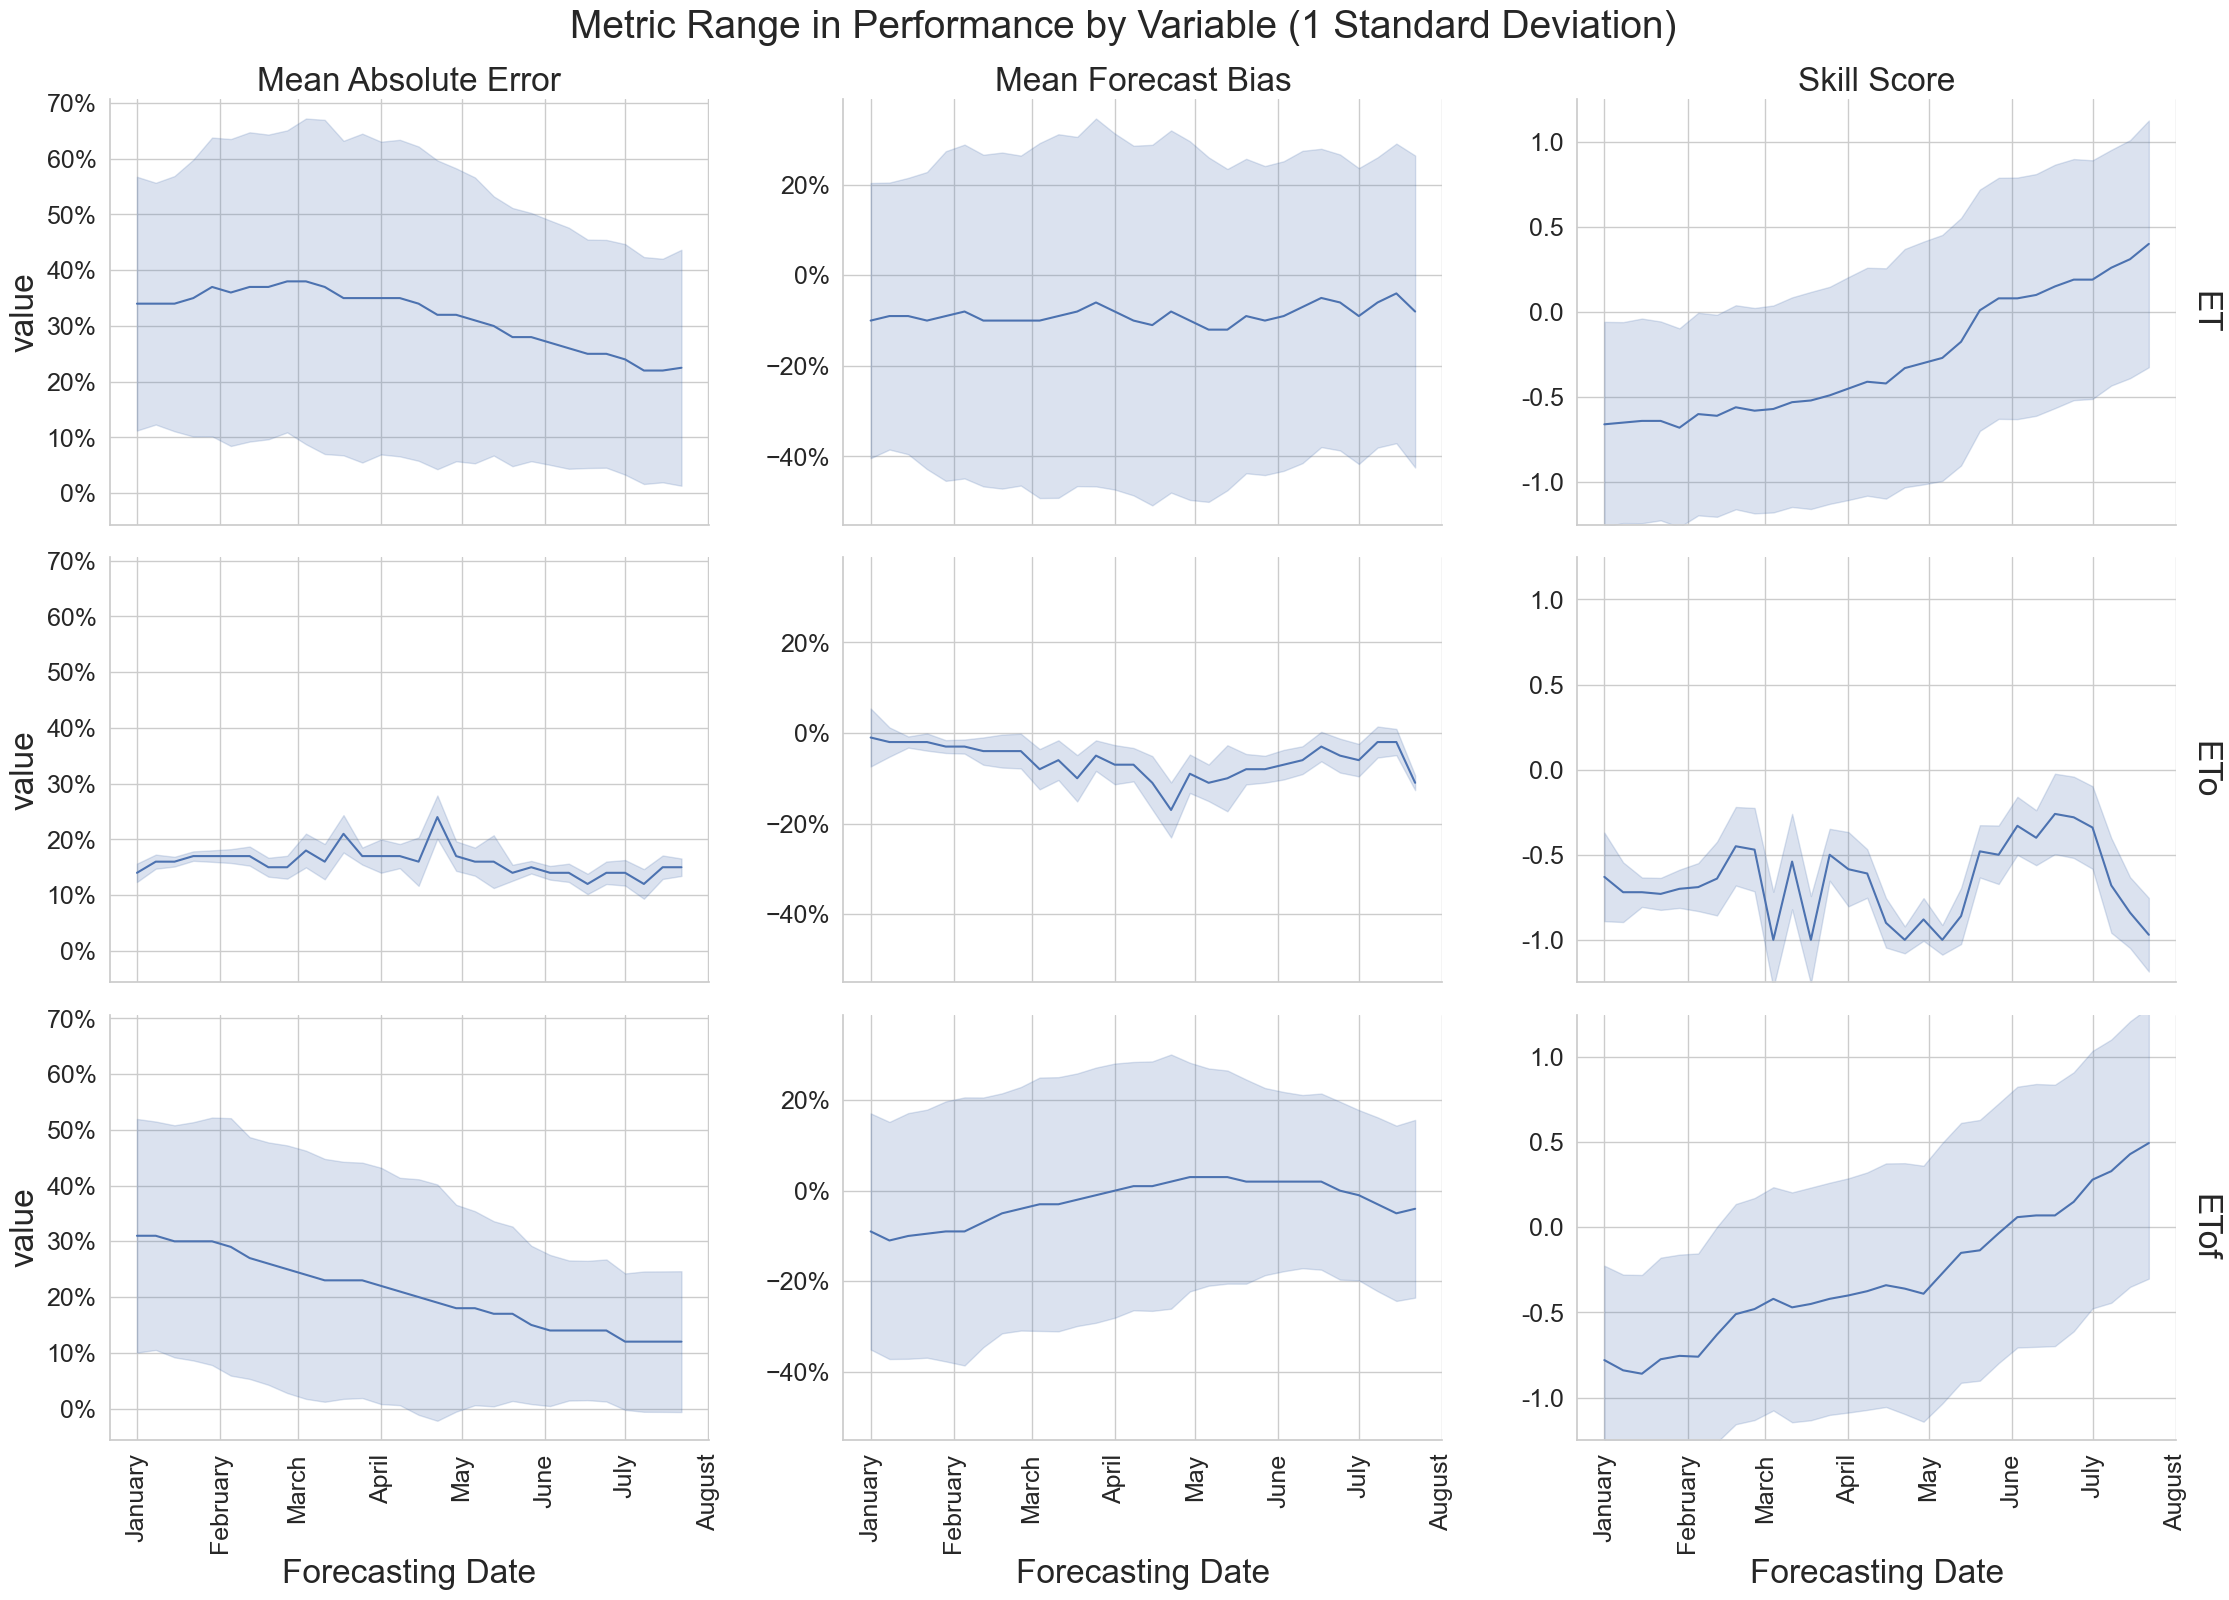 Metric Range in Performance by Variable (1 Standard Deviation)
Mean Absolute Error
Mean Forecast Bias
Skill Score
70%
60%
50%
40%
30%
20%
10%
0%
value
20%
0%
−20%
−40%
1.0
0.5
0.0
-0.5
-1.0
ET
70%
60%
50%
40%
30%
20%
10%
0%
value
20%
0%
−20%
−40%
1.0
0.5
0.0
-0.5
-1.0
ETo
70%
60%
50%
40%
30%
20%
10%
0%
value
20%
0%
−20%
−40%
1.0
0.5
0.0
-0.5
-1.0
ETof
January
February
March
April
May
June
July
August
January
February
March
April
May
June
July
August
January
February
March
April
May
June
July
August
Forecasting Date
Forecasting Date
Forecasting Date